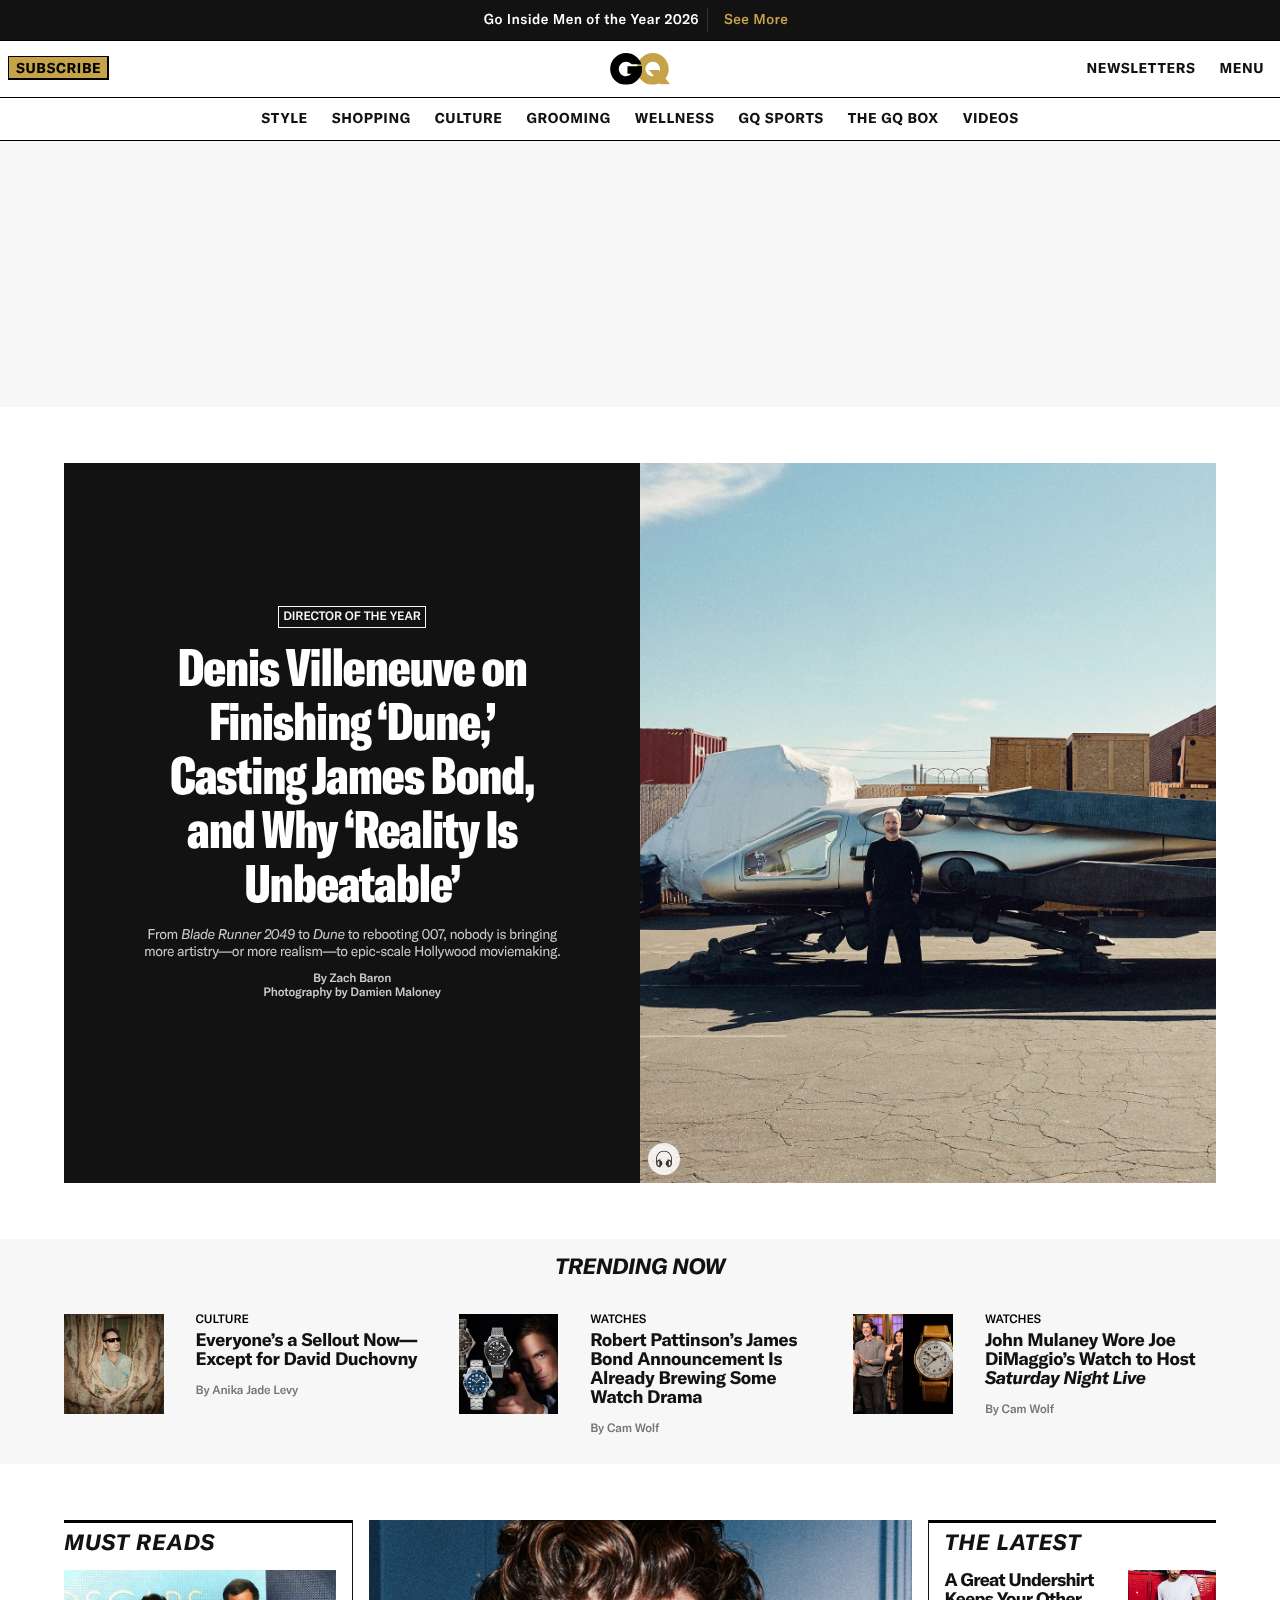 Go Inside Men of the Year 2026
See More
SUBSCRIBE
GQ
NEWSLETTERS
MENU
STYLE
SHOPPING
CULTURE
GROOMING
WELLNESS
GQ SPORTS
THE GQ BOX
VIDEOS
DIRECTOR OF THE YEAR
Denis Villeneuve on
Finishing ‘Dune,’
Casting James Bond,
and Why ‘Reality Is
Unbeatable’
From Blade Runner 2049 to Dune to rebooting 007, nobody is bringing
more artistry—or more realism—to epic-scale Hollywood moviemaking.
By Zach Baron
Photography by Damien Maloney
TRENDING NOW
CULTURE
Everyone’s a Sellout Now—
Except for David Duchovny
By Anika Jade Levy
WATCHES
Robert Pattinson’s James
Bond Announcement Is
Already Brewing Some
Watch Drama
By Cam Wolf
WATCHES
John Mulaney Wore Joe
DiMaggio’s Watch to Host
Saturday Night Live
By Cam Wolf
MUST READS
THE LATEST
A Great Undershirt
Keeps Your Other